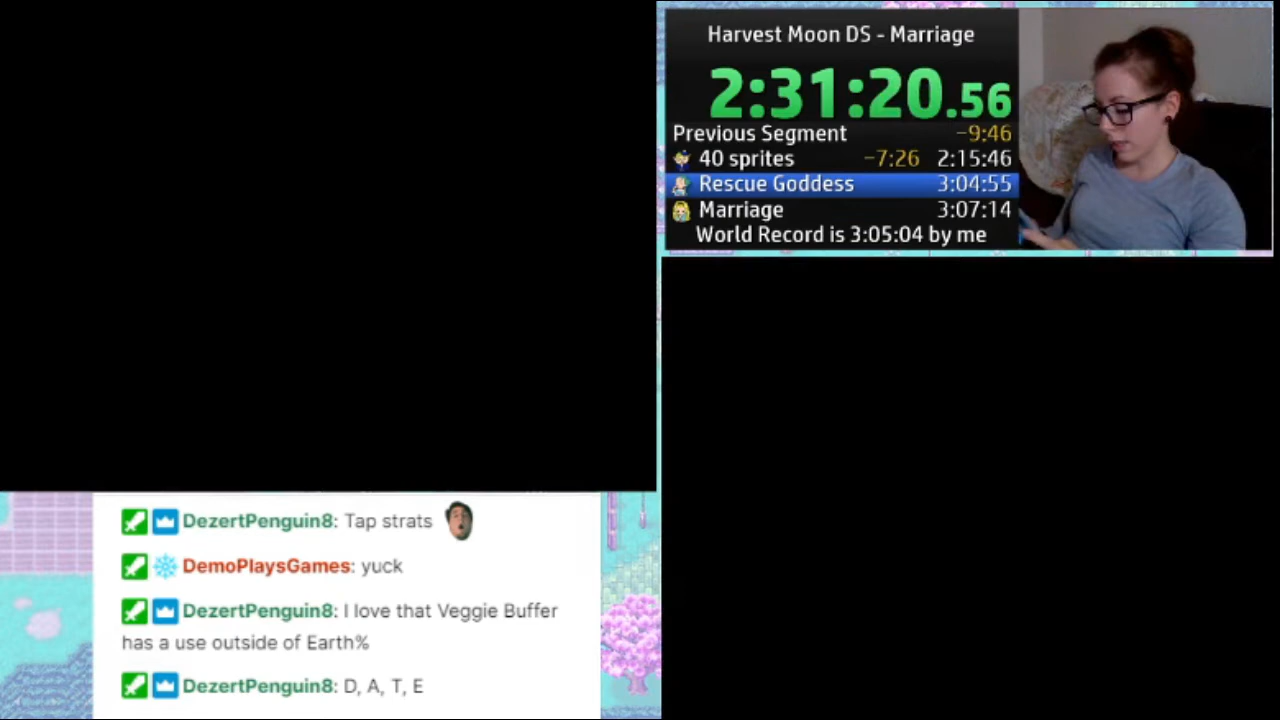 Harvest Moon DS - Marriage
2:31:20.56
Previous Segment -9:46
40 sprites -7:26 2:15:46
Rescue Goddess 3:04:55
Marriage 3:07:14
World Record is 3:05:04 by me
DezertPenguin8: Tap strats
DemoPlaysGames: yuck
DezertPenguin8: I love that Veggie Buffer
has a use outside of Earth%
DezertPenguin8: D, A, T, E